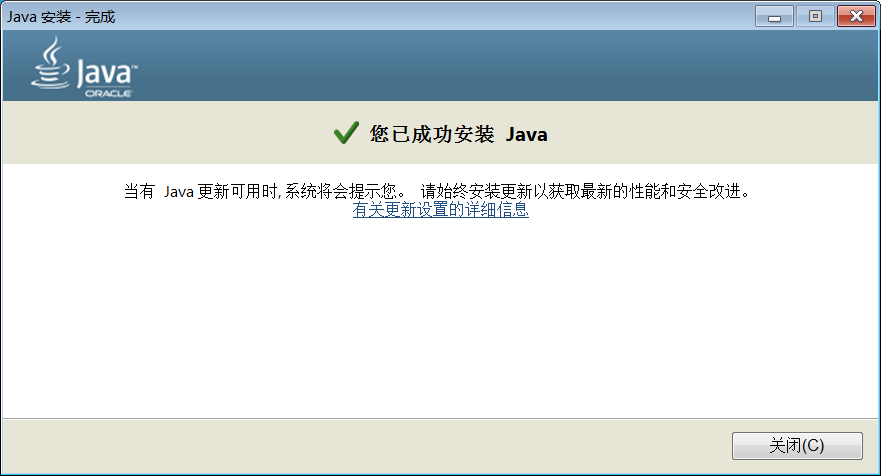 Java 安装 - 完成
Java™
ORACLE
您已成功安装 Java
当有 Java 更新可用时, 系统将会提示您。 请始终安装更新以获取最新的性能和安全改进。
有关更新设置的详细信息
关闭(C)